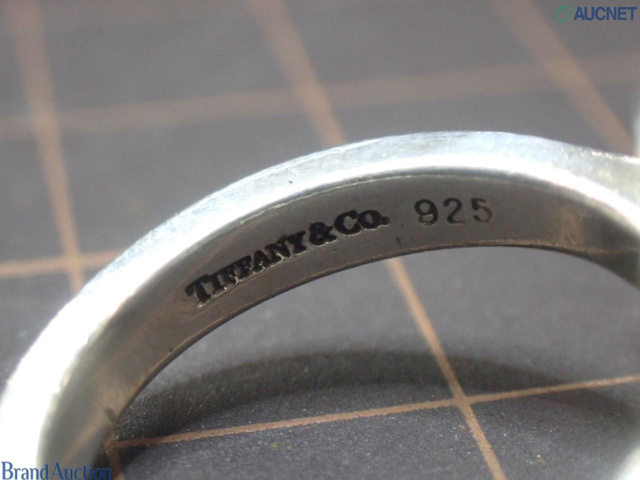 AUCNET
TIFFANY & CO. 925
Brand Auction